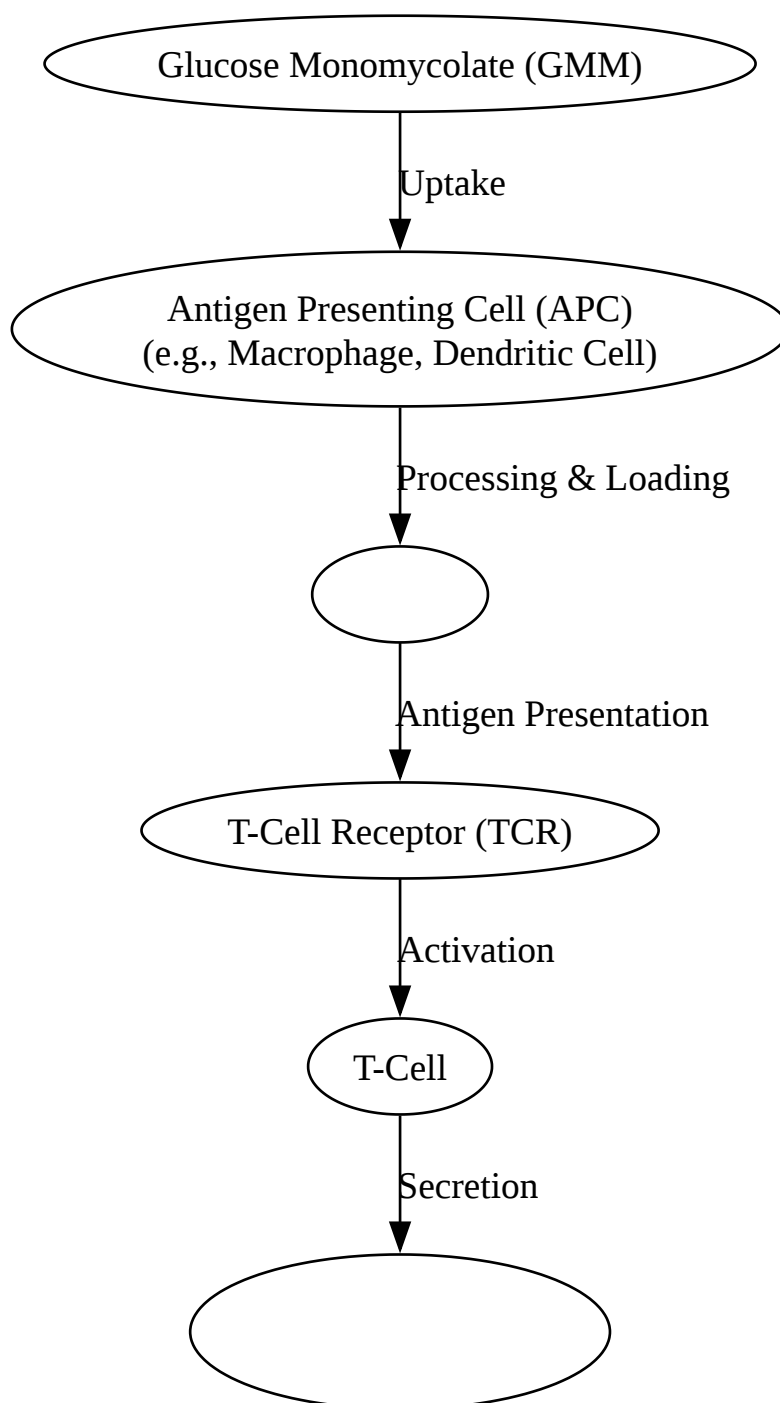 Glucose Monomycolate (GMM)
Uptake
Antigen Presenting Cell (APC)
(e.g., Macrophage, Dendritic Cell)
Processing & Loading
Antigen Presentation
T-Cell Receptor (TCR)
Activation
T-Cell
Secretion